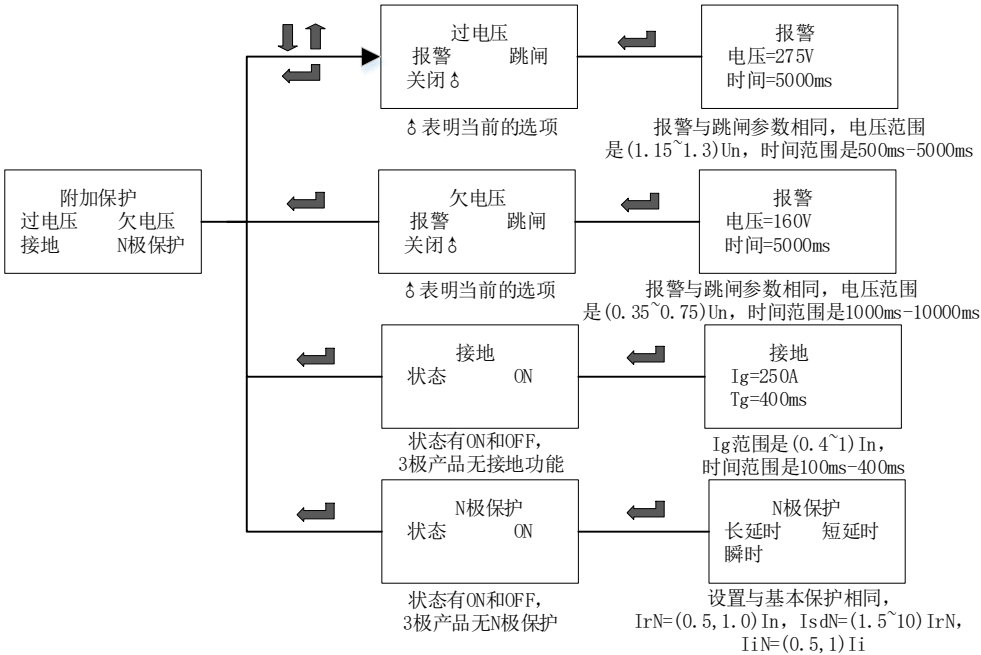 附加保护
过电压 欠电压
接地 N极保护
过电压
报警 跳闸
关闭♁
♁表明当前的选项
报警
电压=275V
时间=5000ms
报警与跳闸参数相同，电压范围
是(1.15~1.3)Un，时间范围是500ms-5000ms
欠电压
报警 跳闸
关闭♁
♁表明当前的选项
报警
电压=160V
时间=5000ms
报警与跳闸参数相同，电压范围
是(0.35~0.75)Un，时间范围是1000ms-10000ms
接地
状态 ON
状态有ON和OFF，
3极产品无接地功能
接地
Ig=250A
Tg=400ms
Ig范围是(0.4~1)In，
时间范围是100ms-400ms
N极保护
状态 ON
状态有ON和OFF，
3极产品无N极保护
N极保护
长延时 短延时
瞬时
设置与基本保护相同，
IrN=(0.5,1.0)In，IsdN=(1.5~10)IrN，
IiN=(0.5,1)Ii